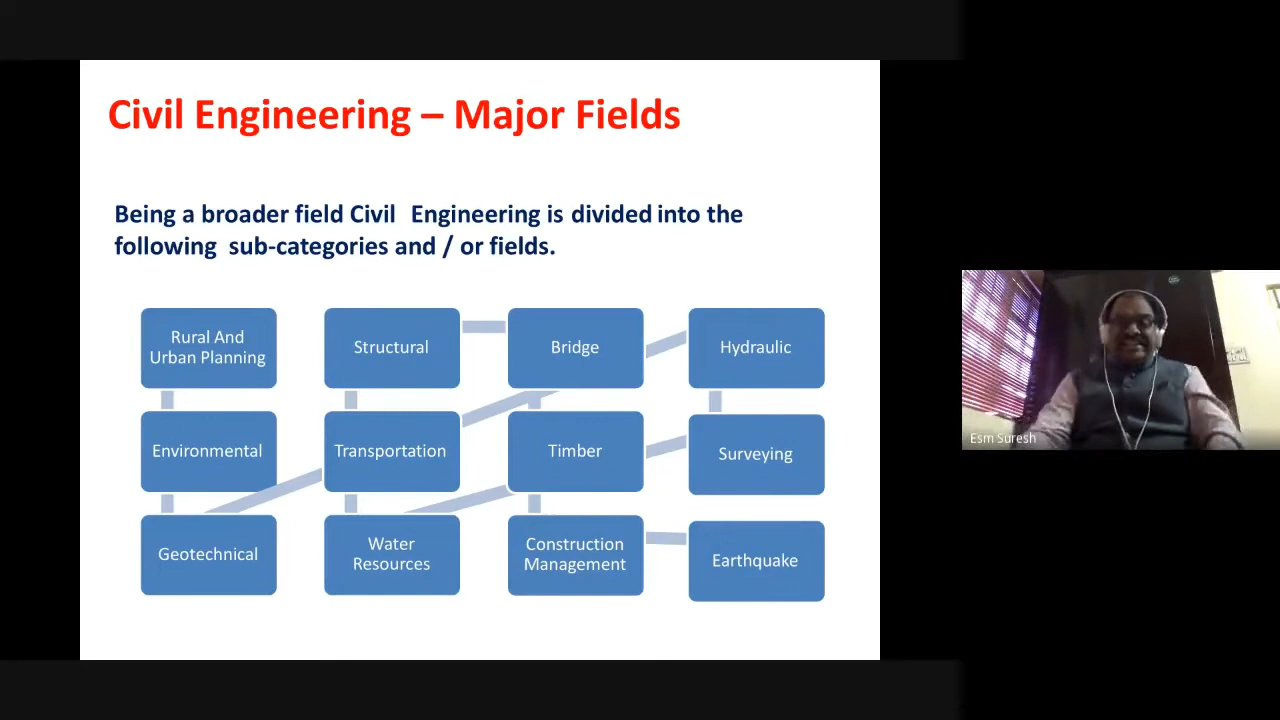 Civil Engineering – Major Fields
Being a broader field Civil Engineering is divided into the
following sub-categories and / or fields.
Rural And
Urban Planning
Structural
Bridge
Hydraulic
Environmental
Transportation
Timber
Surveying
Geotechnical
Water
Resources
Construction
Management
Earthquake
Esm Suresh